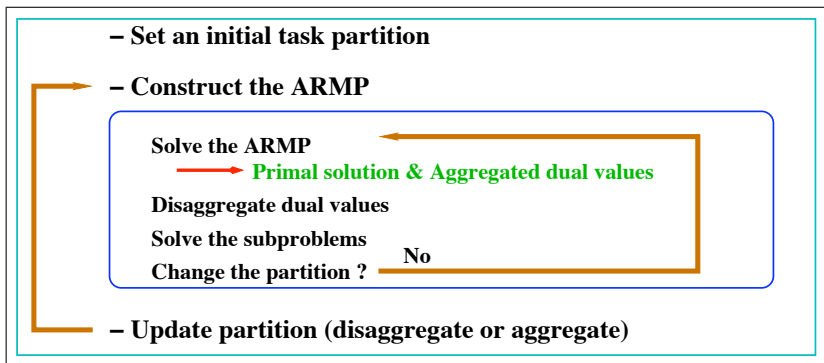 – Set an initial task partition
– Construct the ARMP
Solve the ARMP
Primal solution & Aggregated dual values
Disaggregate dual values
Solve the subproblems
Change the partition ? No
– Update partition (disaggregate or aggregate)